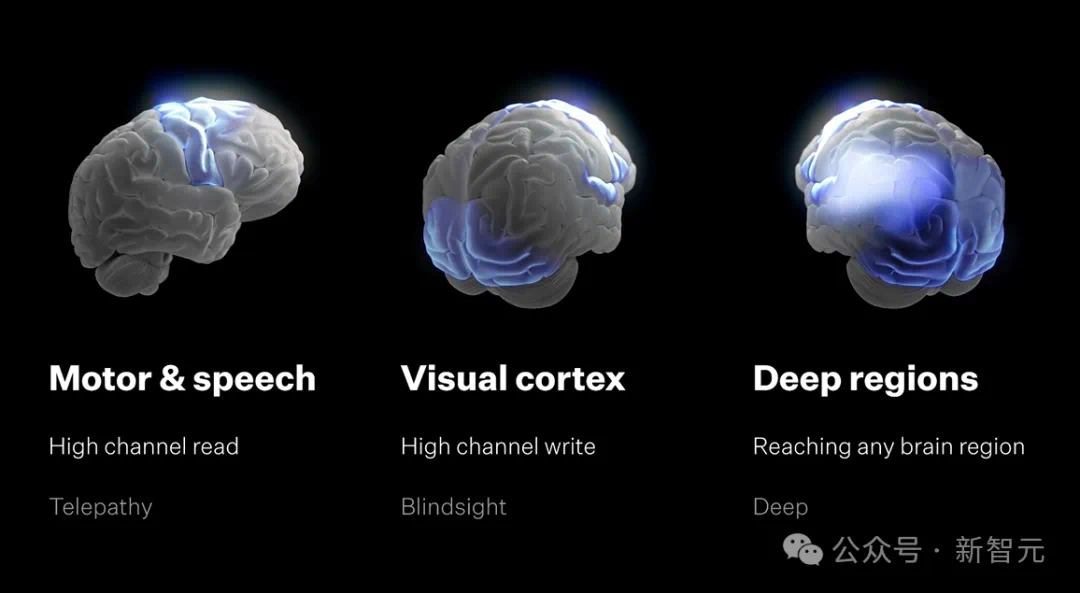 Motor & speech
High channel read
Telepathy
Visual cortex
High channel write
Blindsight
Deep regions
Reaching any brain region
Deep
公众号 · 新智元